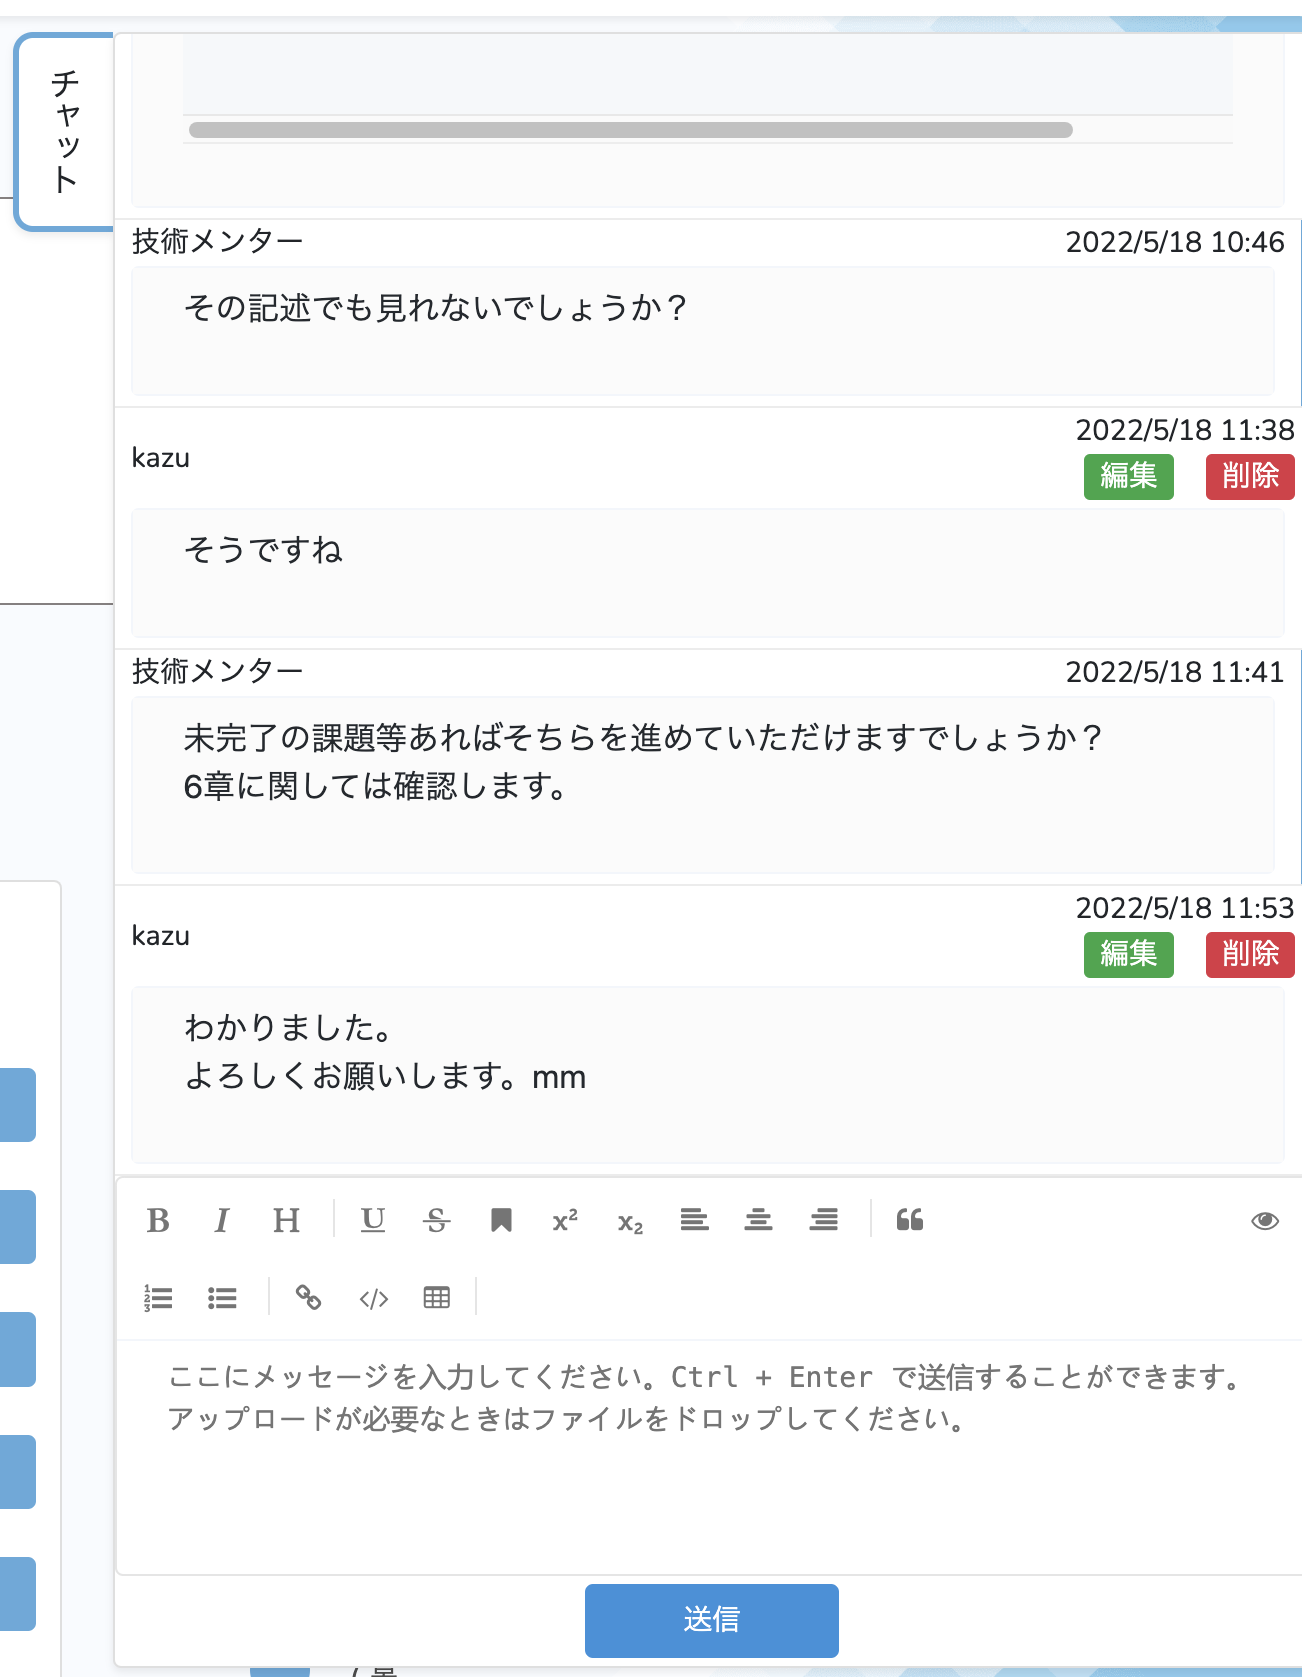 チャット
技術メンター 2022/5/18 10:46
その記述でも見れないでしょうか？
2022/5/18 11:38
kazu
編集 削除
そうですね
技術メンター 2022/5/18 11:41
未完了の課題等あればそちらを進めていただけますでしょうか？
6章に関しては確認します。
2022/5/18 11:53
kazu
編集 削除
わかりました。
よろしくお願いします。mm
B I H U S x² x₂
ここにメッセージを入力してください。Ctrl + Enter で送信することができます。
アップロードが必要なときはファイルをドロップしてください。
送信